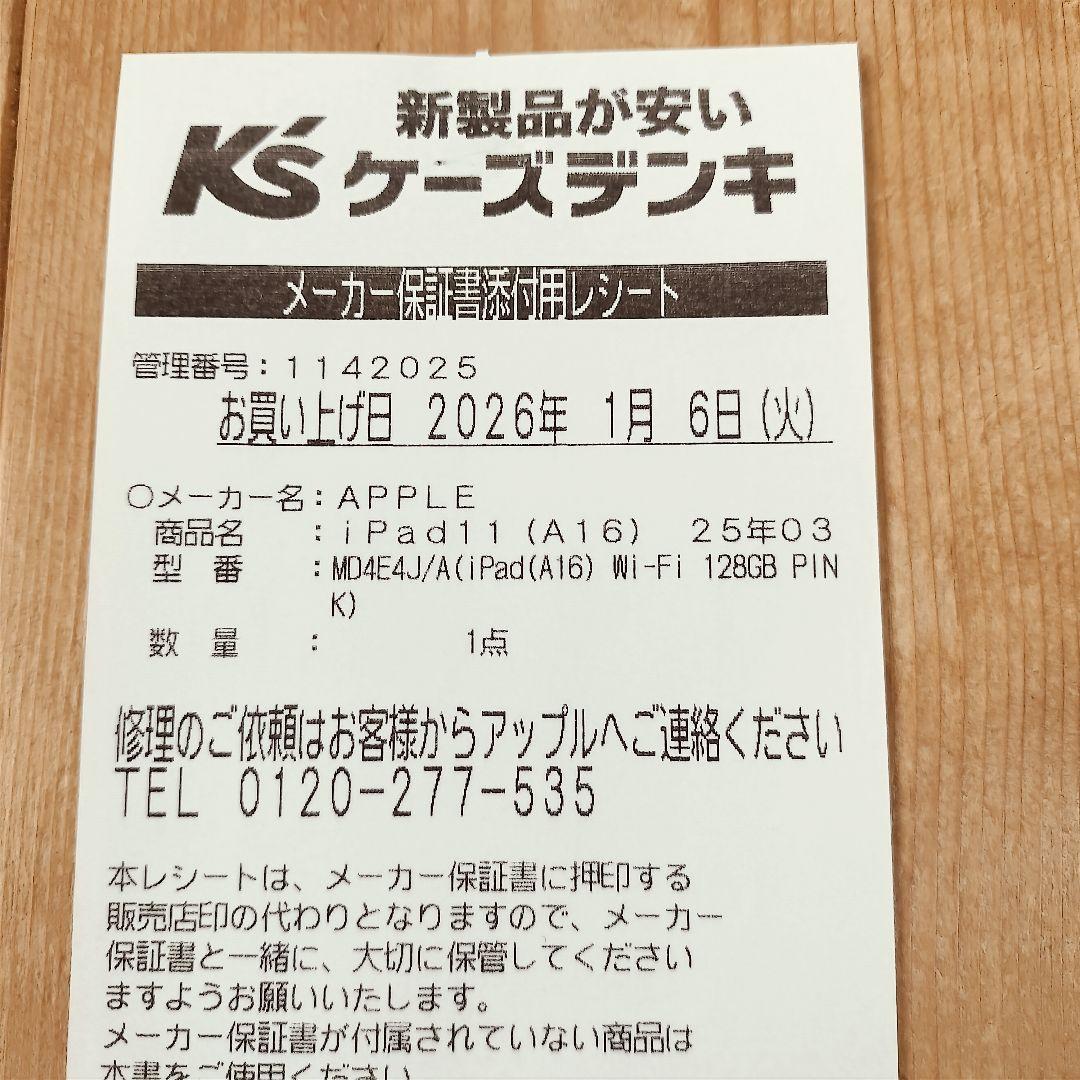 新製品が安い
K's ケーズデンキ
メーカー保証書添付用レシート
管理番号：1142025
お買い上げ日 2026年 1月 6日(火)
○メーカー名：APPLE
商品名 ：iPad11(A16) 25年03
型 番 ：MD4E4J/A(iPad(A16) Wi-Fi 128GB PIN
K)
数 量 ： 1点
修理のご依頼はお客様からアップルへご連絡ください
TEL 0120-277-535
本レシートは、メーカー保証書に押印する
販売店印の代わりとなりますので、メーカー
保証書と一緒に、大切に保管してください
ますようお願いいたします。
メーカー保証書が付属されていない商品は
本書をご使用ください